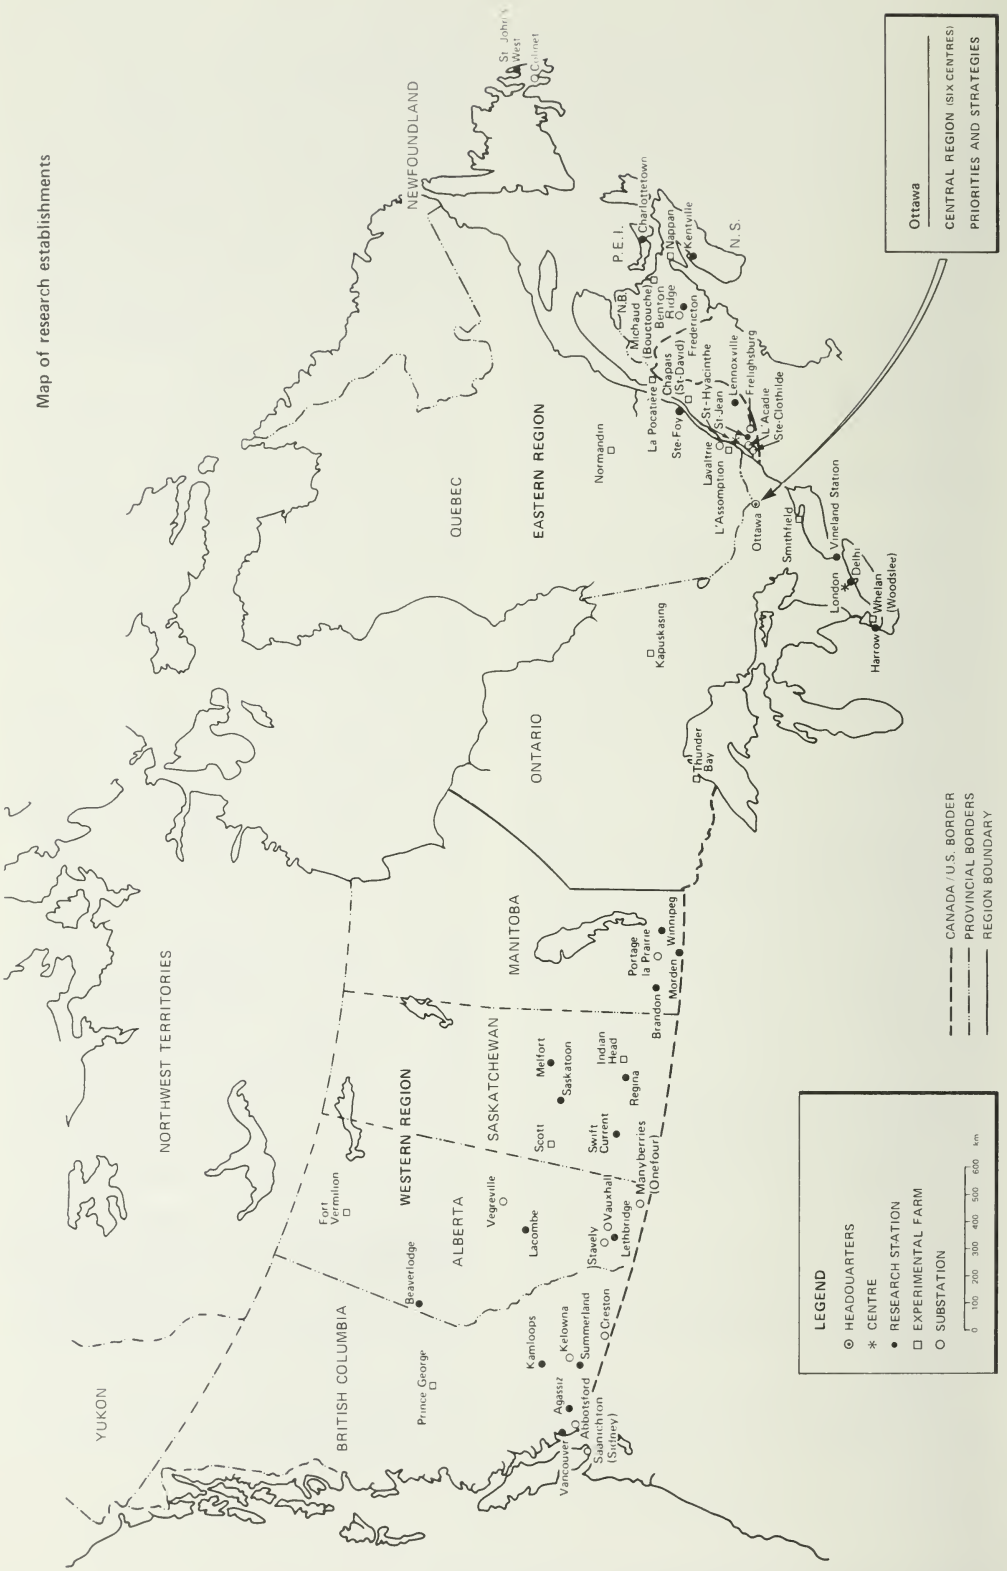 Map of research establishments
YUKON
NORTHWEST TERRITORIES
BRITISH COLUMBIA
Prince George
Beaverlodge
Fort
Vermilion
WESTERN REGION
ALBERTA
Vegreville
Lacombe
Stavely
Vauxhall
Lethbridge
Manyberries
(Onefour)
Kamloops
Kelowna
Summerland
Creston
Agassiz
Abbotsford
Vancouver
Saanichton
(Sidney)
SASKATCHEWAN
Scott
Melfort
Saskatoon
Swift
Current
Indian
Head
Regina
MANITOBA
Portage
la Prairie
Brandon
Morden
Winnipeg
ONTARIO
Thunder
Bay
Kapuskasing
Harrow
Whelan
(Woodslee)
London
Delhi
Vineland Station
Smithfield
Ottawa
QUEBEC
EASTERN REGION
Normandin
La Pocatière
Chapais
(St-David)
Ste-Foy
St-Hyacinthe
St-Jean
Lavaltrie
L'Assomption
Lennoxville
Frelighsburg
L'Acadie
Ste-Clothilde
NEWFOUNDLAND
St John's
West
Colinet
N.B.
Michaud
(Bouctouche)
Benton
Ridge
Fredericton
P.E.I.
Charlottetown
Nappan
Kentville
N.S.
Ottawa
CENTRAL REGION (SIX CENTRES)
PRIORITIES AND STRATEGIES
LEGEND
HEADQUARTERS
CENTRE
RESEARCH STATION
EXPERIMENTAL FARM
SUBSTATION
0 100 200 300 400 500 600 km
CANADA / U.S. BORDER
PROVINCIAL BORDERS
REGION BOUNDARY